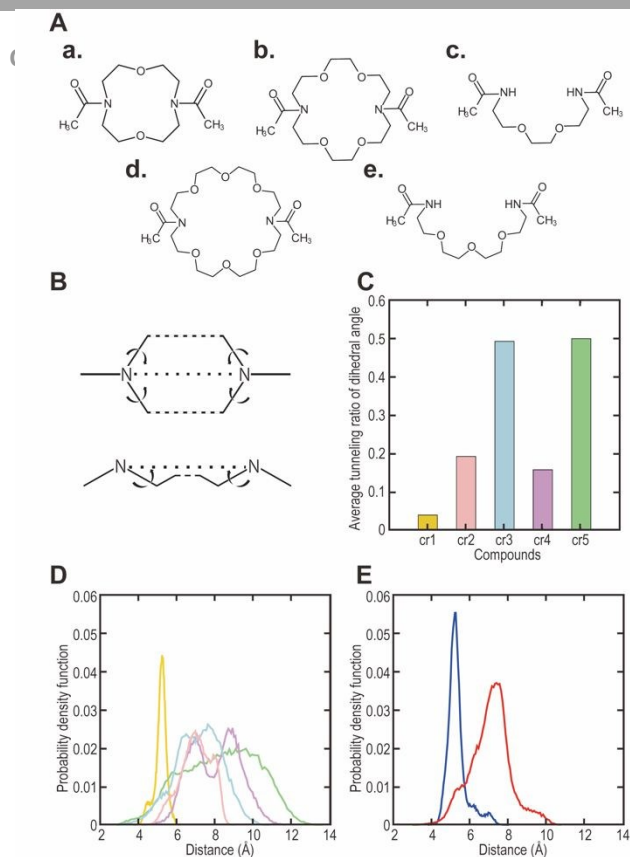 A
a.
b.
c.
O
O
O
N
N
CH₃
H₃C
O
O O
O
O
N
N
H₃C
CH₃
O O
O
O
NH
HN
H₃C
CH₃
O O
d.
e.
O
O O
O
O
N
N
H₃C
CH₃
O O
O
O
O
NH
HN
H₃C
CH₃
O O
O
B
N N
N N
C
Average tunneling ratio of dihedral angle
0.6
0.5
0.4
0.3
0.2
0.1
0
cr1 cr2 cr3 cr4 cr5
Compounds
D
Probability density function
0.06
0.05
0.04
0.03
0.02
0.01
0
2 4 6 8 10 12 14
Distance (Å)
E
Probability density function
0.06
0.05
0.04
0.03
0.02
0.01
0
2 4 6 8 10 12 14
Distance (Å)